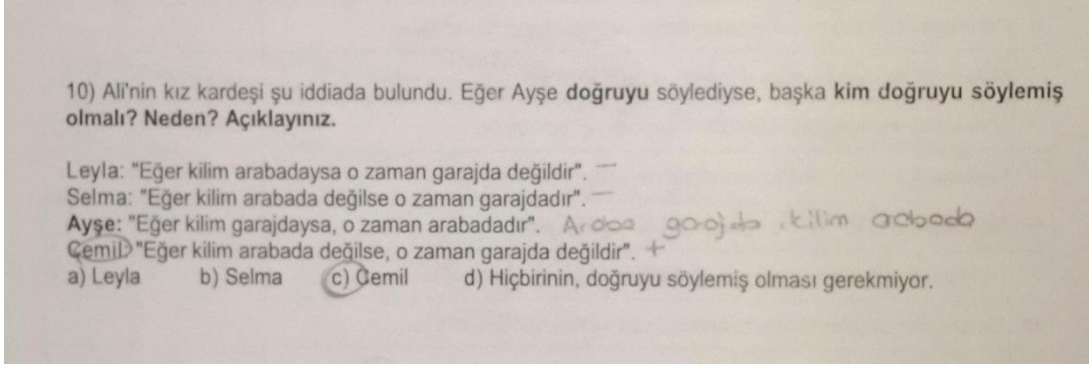 10) Ali'nin kız kardeşi şu iddiada bulundu. Eğer Ayşe doğruyu söylediyse, başka kim doğruyu söylemiş
olmalı? Neden? Açıklayınız.
Leyla: "Eğer kilim arabadaysa o zaman garajda değildir". —
Selma: "Eğer kilim arabada değilse o zaman garajdadır". —
Ayşe: "Eğer kilim garajdaysa, o zaman arabadadır". Araba garajda .kilim arabada
Cemil: "Eğer kilim arabada değilse, o zaman garajda değildir". +
a) Leyla b) Selma c) Cemil d) Hiçbirinin, doğruyu söylemiş olması gerekmiyor.